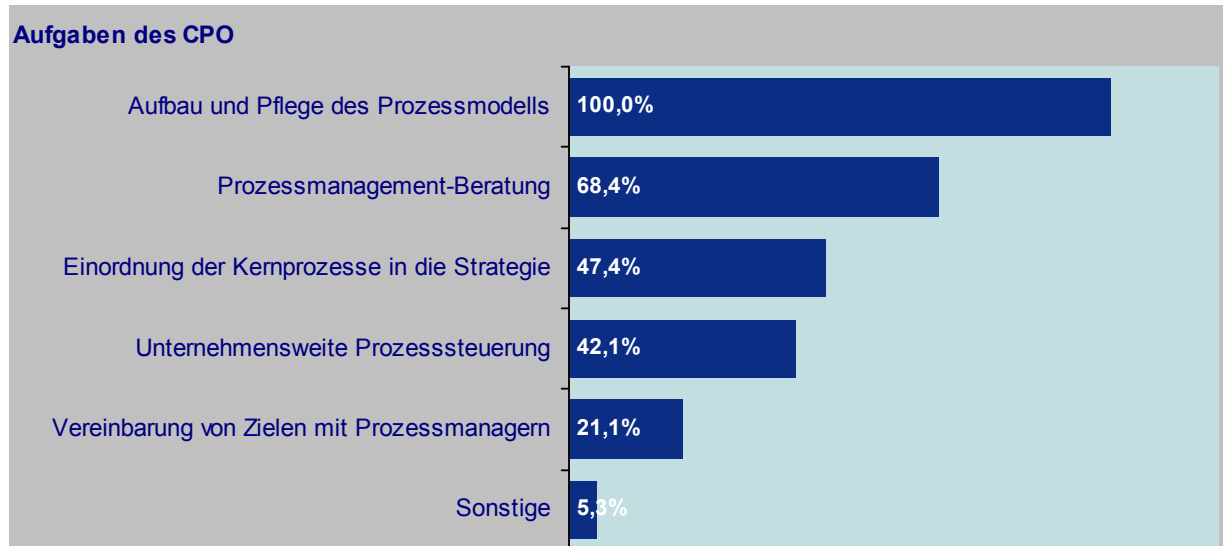 Aufgaben des CPO
Aufbau und Pflege des Prozessmodells 100,0%
Prozessmanagement-Beratung 68,4%
Einordnung der Kernprozesse in die Strategie 47,4%
Unternehmensweite Prozesssteuerung 42,1%
Vereinbarung von Zielen mit Prozessmanagern 21,1%
Sonstige 5,3%